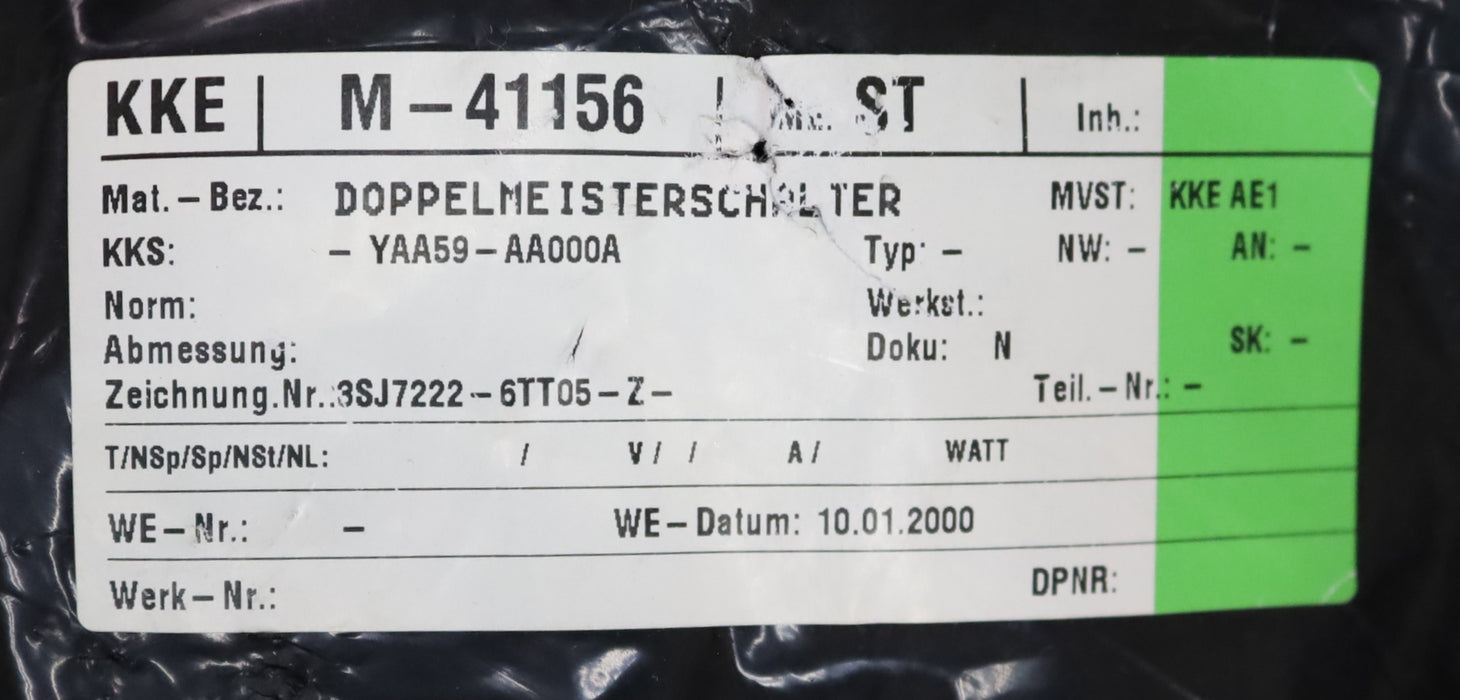 KKE | M-41156 | ST | Inh.:
Mat.-Bez.: DOPPELMEISTERSCHALTER MVST: KKE AE1
KKS: - YAA59-AA000A Typ: - NW: - AN: -
Norm: Werkst.:
Abmessung: / Doku: N SK: -
Zeichnung.Nr.:3SJ7222-6TT05-Z- Teil.-Nr.: -
T/NSp/Sp/NSt/NL: / V/ / A/ WATT
WE-Nr.: - WE-Datum: 10.01.2000
Werk-Nr.: DPNR: